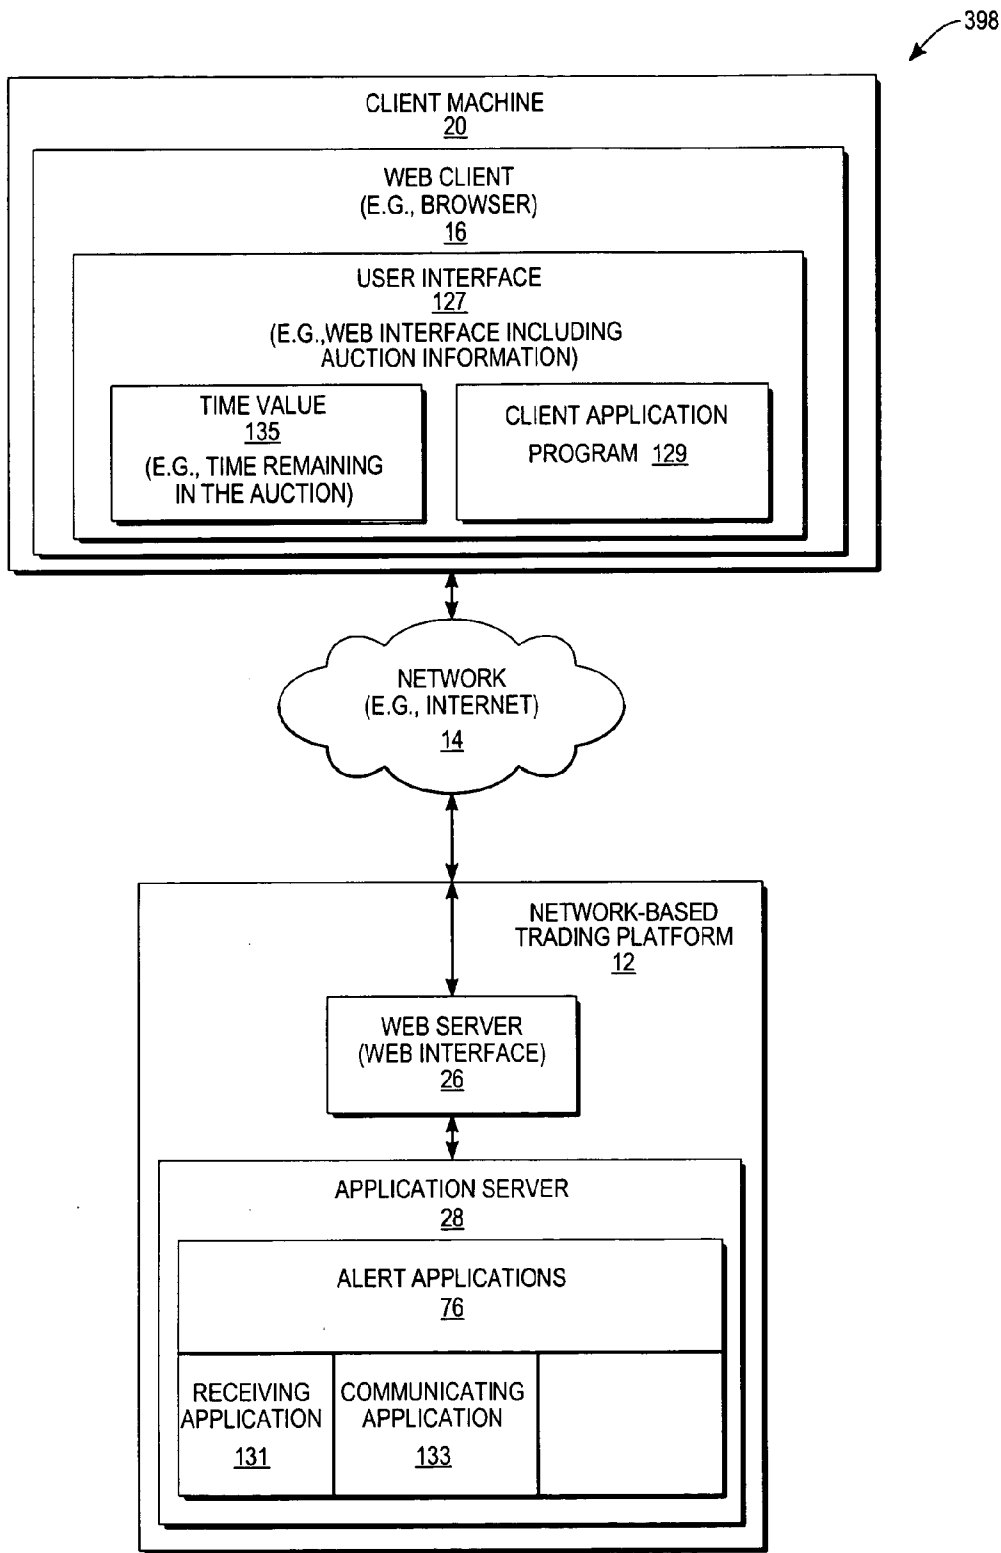 398
CLIENT MACHINE
20
WEB CLIENT
(E.G., BROWSER)
16
USER INTERFACE
127
(E.G.,WEB INTERFACE INCLUDING
AUCTION INFORMATION)
TIME VALUE
135
(E.G., TIME REMAINING
IN THE AUCTION)
CLIENT APPLICATION
PROGRAM 129
NETWORK
(E.G., INTERNET)
14
NETWORK-BASED
TRADING PLATFORM
12
WEB SERVER
(WEB INTERFACE)
26
APPLICATION SERVER
28
ALERT APPLICATIONS
76
RECEIVING
APPLICATION
131
COMMUNICATING
APPLICATION
133